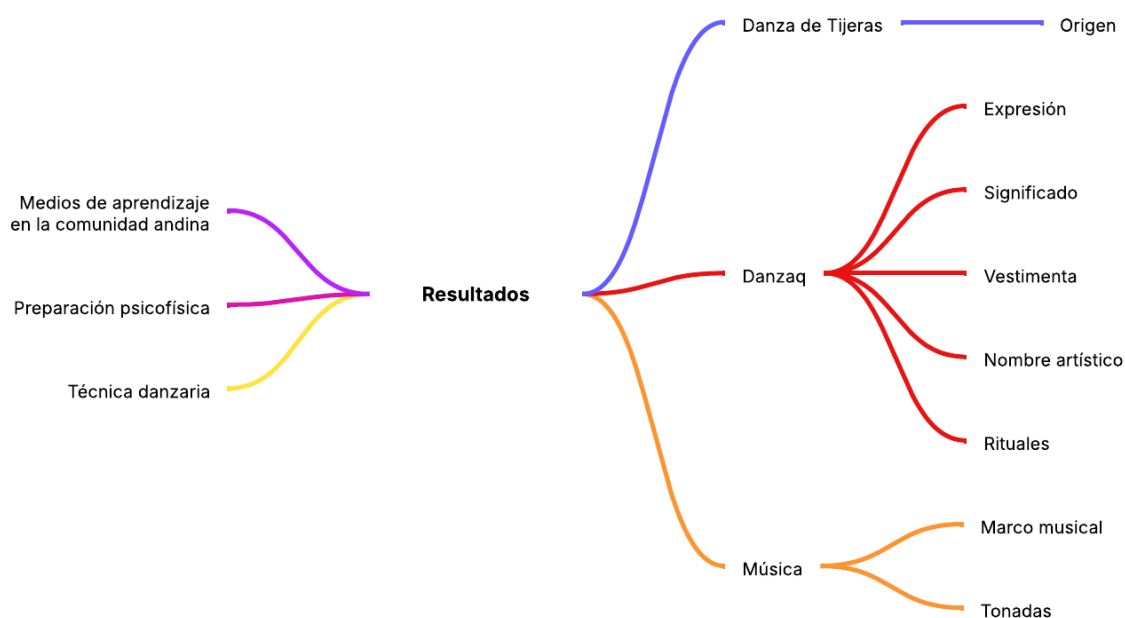 Danza de Tijeras
Origen
Expresión
Significado
Medios de aprendizaje
en la comunidad andina
Danzaq
Vestimenta
Resultados
Preparación psicofísica
Nombre artístico
Técnica danzaria
Rituales
Marco musical
Música
Tonadas